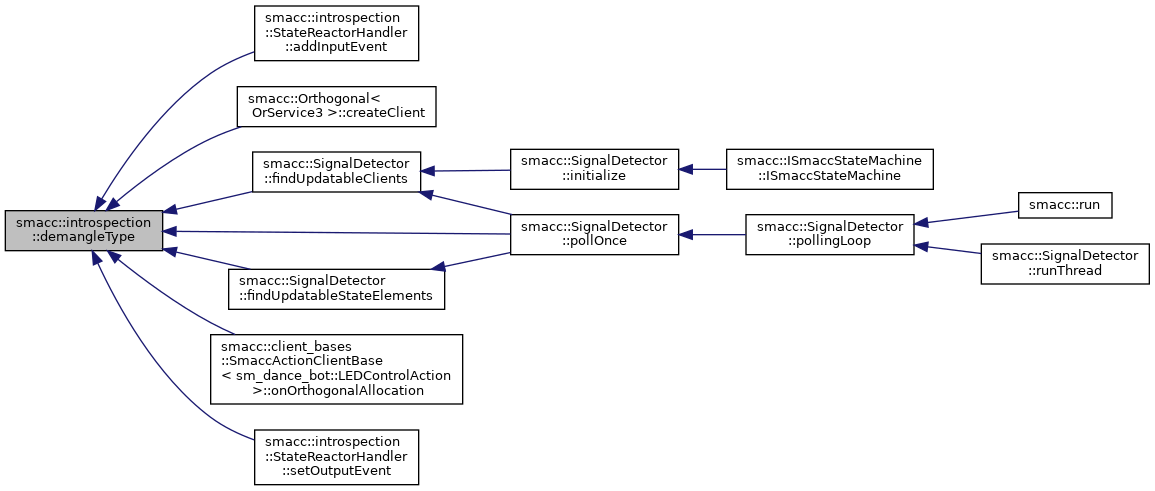 smacc::introspection
::StateReactorHandler
::addInputEvent
smacc::Orthogonal<
OrService3 >::createClient
smacc::SignalDetector
::findUpdatableClients
smacc::SignalDetector
::initialize
smacc::ISmaccStateMachine
::ISmaccStateMachine
smacc::introspection
::demangleType
smacc::SignalDetector
::pollOnce
smacc::SignalDetector
::pollingLoop
smacc::run
smacc::SignalDetector
::runThread
smacc::SignalDetector
::findUpdatableStateElements
smacc::client_bases
::SmaccActionClientBase
< sm_dance_bot::LEDControlAction
>::onOrthogonalAllocation
smacc::introspection
::StateReactorHandler
::setOutputEvent